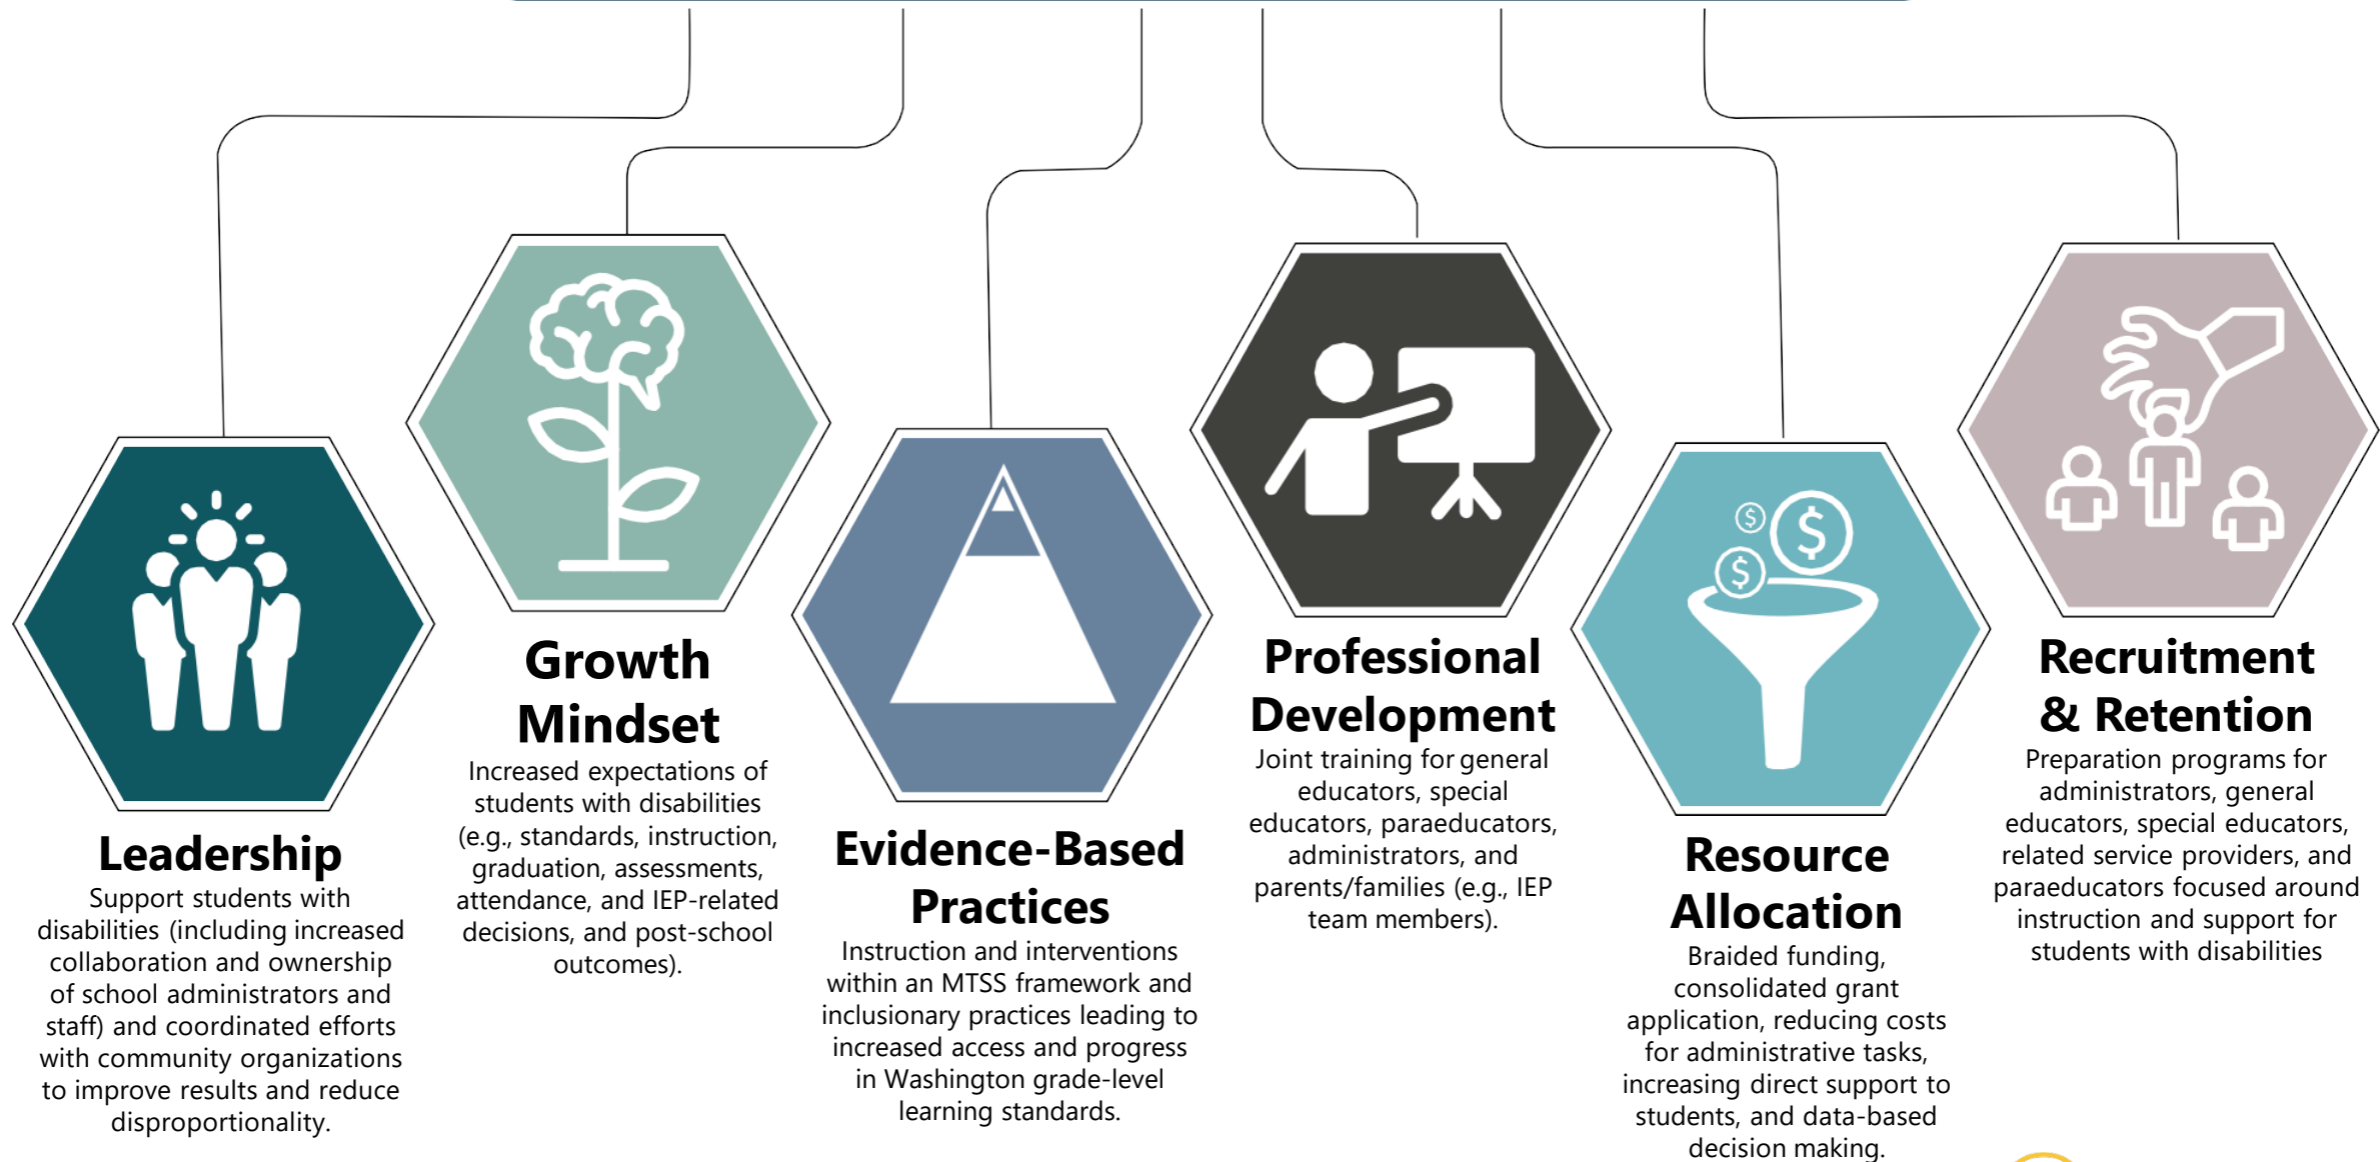 Leadership
Support students with
disabilities (including increased
collaboration and ownership
of school administrators and
staff) and coordinated efforts
with community organizations
to improve results and reduce
disproportionality.
Growth
Mindset
Increased expectations of
students with disabilities
(e.g., standards, instruction,
graduation, assessments,
attendance, and IEP-related
decisions, and post-school
outcomes).
Evidence-Based
Practices
Instruction and interventions
within an MTSS framework and
inclusionary practices leading to
increased access and progress
in Washington grade-level
learning standards.
Professional
Development
Joint training for general
educators, special
educators, paraeducators,
administrators, and
parents/families (e.g., IEP
team members).
$
$
$
Resource
Allocation
Braided funding,
consolidated grant
application, reducing costs
for administrative tasks,
increasing direct support to
students, and data-based
decision making.
Recruitment
& Retention
Preparation programs for
administrators, general
educators, special educators,
related service providers, and
paraeducators focused around
instruction and support for
students with disabilities